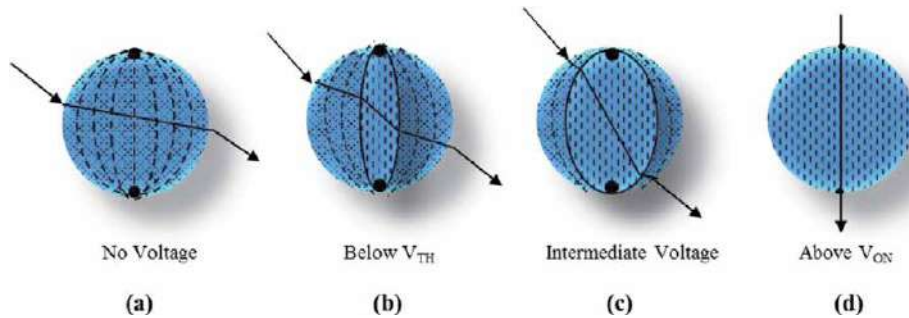 No Voltage Below V_TH Intermediate Voltage Above V_ON
(a) (b) (c) (d)